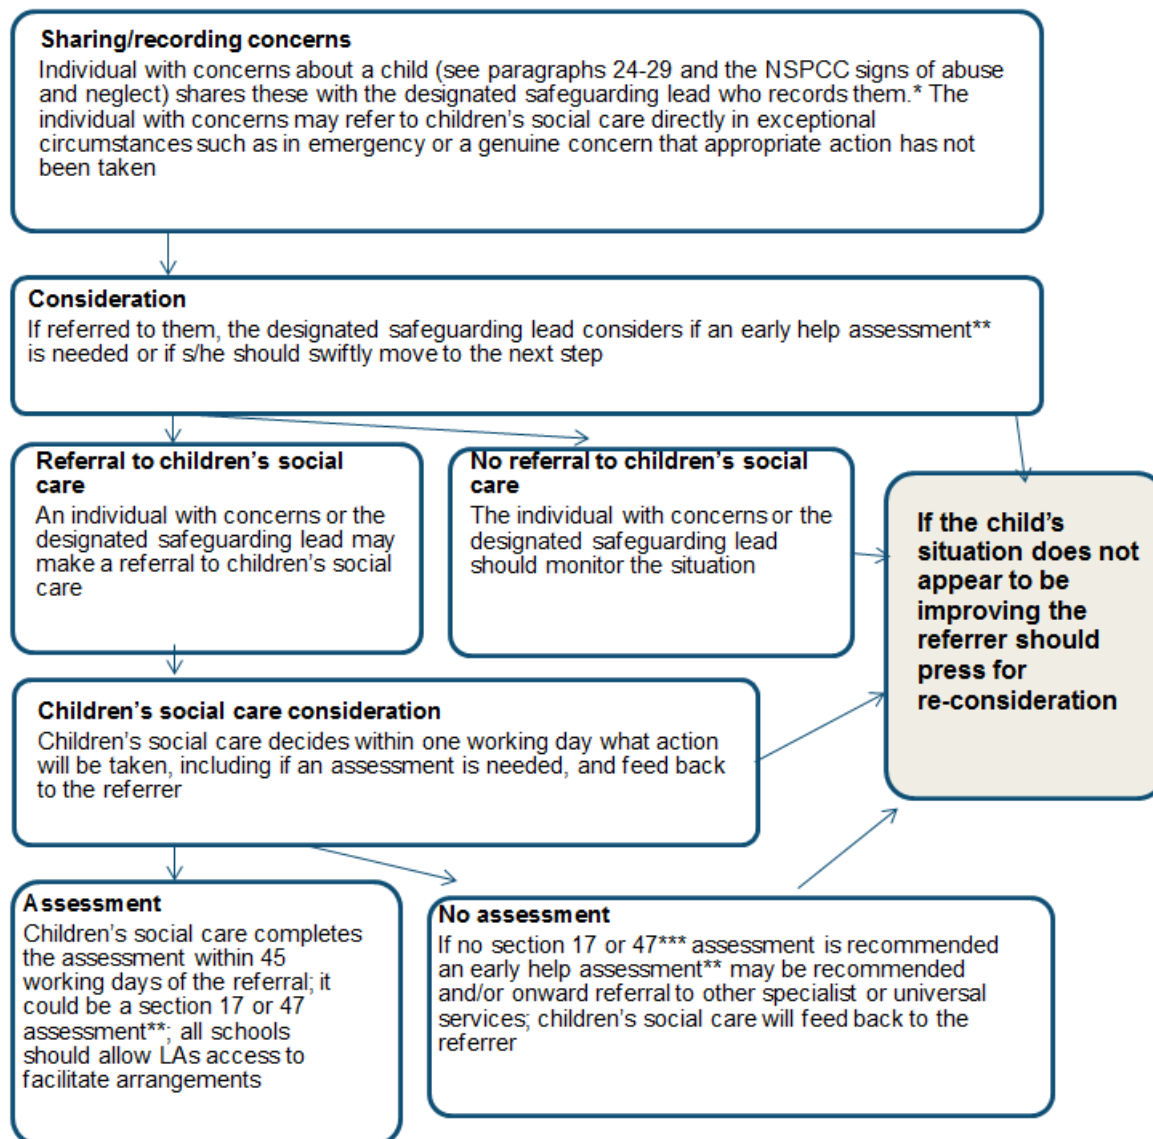 Sharing/recording concerns
Individual with concerns about a child (see paragraphs 24-29 and the NSPCC signs of abuse
and neglect) shares these with the designated safeguarding lead who records them.* The
individual with concerns may refer to children’s social care directly in exceptional
circumstances such as in emergency or a genuine concern that appropriate action has not
been taken
Consideration
If referred to them, the designated safeguarding lead considers if an early help assessment**
is needed or if s/he should swiftly move to the next step
Referral to children’s social
care
An individual with concerns or the
designated safeguarding lead may
make a referral to children’s social
care
No referral to children’s social
care
The individual with concerns or the
designated safeguarding lead
should monitor the situation
If the child’s
situation does not
appear to be
improving the
referrer should
press for
re-consideration
Children’s social care consideration
Children’s social care decides within one working day what action
will be taken, including if an assessment is needed, and feed back
to the referrer
Assessment
Children’s social care completes
the assessment within 45
working days of the referral; it
could be a section 17 or 47
assessment**; all schools
should allow LAs access to
facilitate arrangements
No assessment
If no section 17 or 47*** assessment is recommended
an early help assessment** may be recommended
and/or onward referral to other specialist or universal
services; children’s social care will feed back to the
referrer